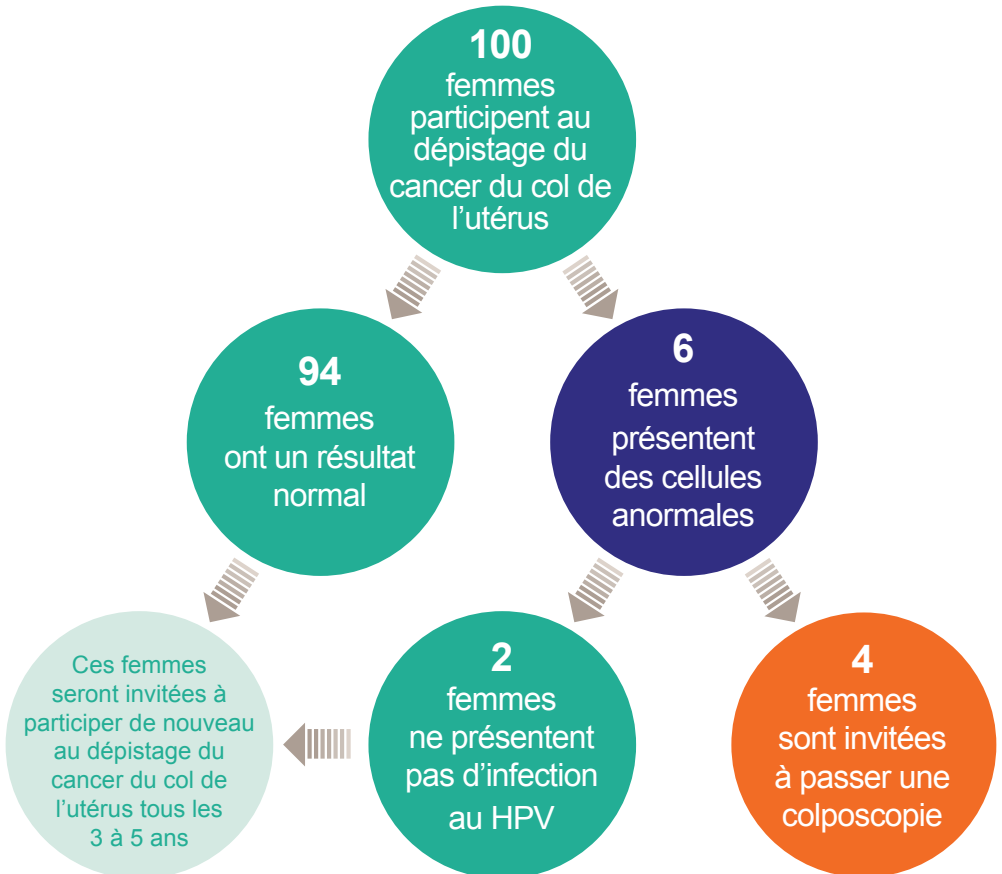 100
femmes
participent au
dépistage du
cancer du col de
l’utérus
94
femmes
ont un résultat
normal
6
femmes
présentent
des cellules
anormales
Ces femmes
seront invitées à
participer de nouveau
au dépistage du
cancer du col de
l’utérus tous les
3 à 5 ans
2
femmes
ne présentent
pas d’infection
au HPV
4
femmes
sont invitées
à passer une
colposcopie